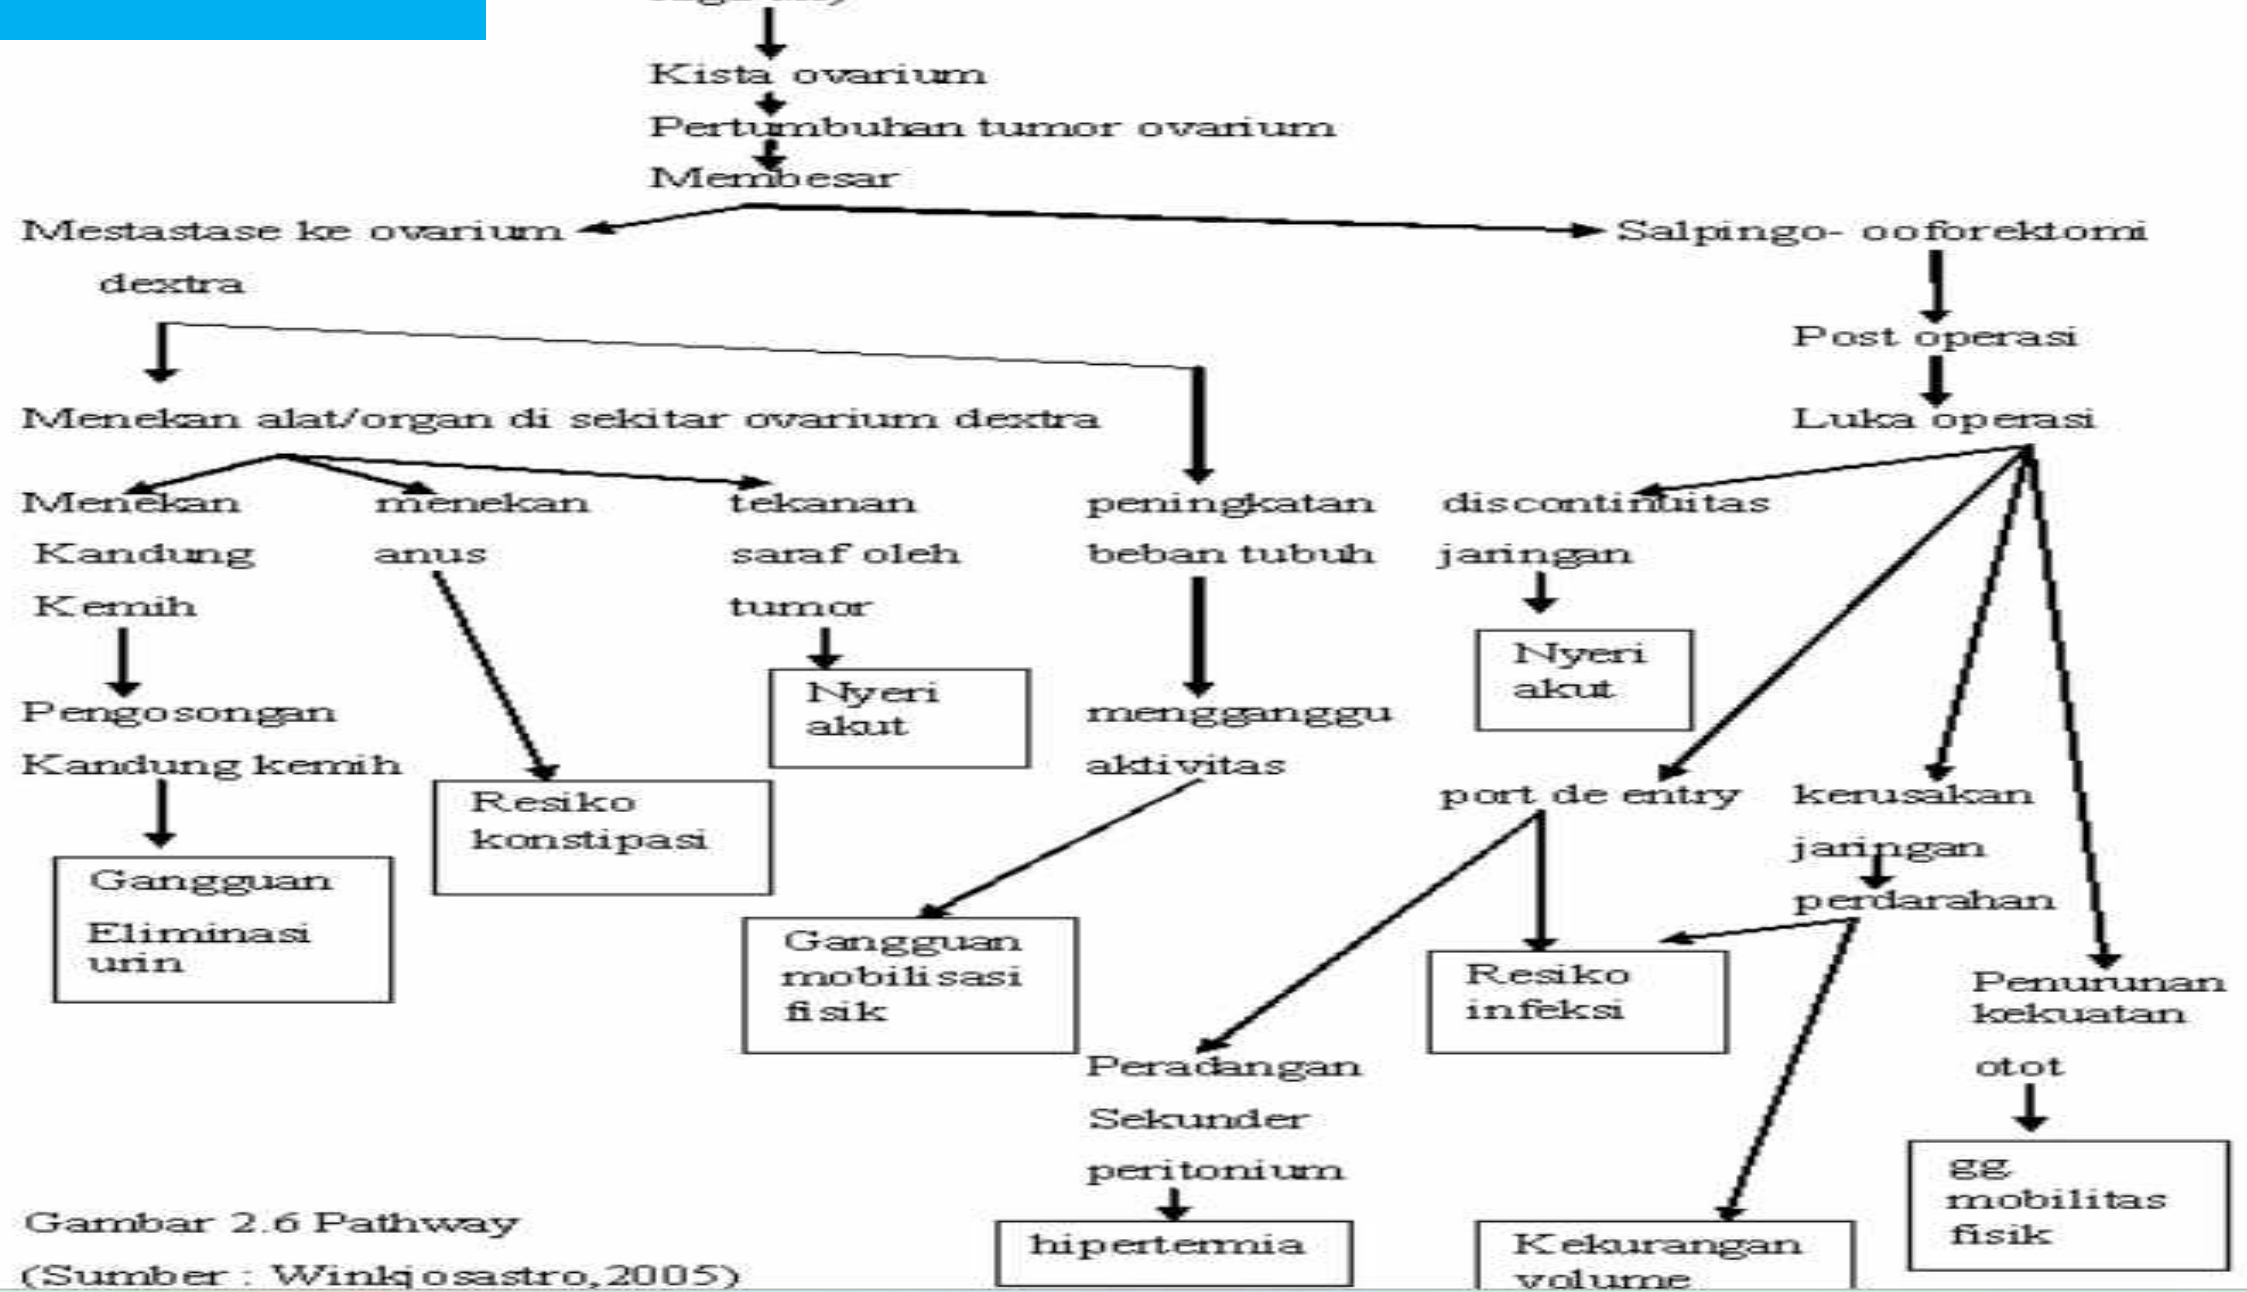 Kista ovarium
Pertumbuhan tumor ovarium
Membesar
Mestastase ke ovarium
dextra
Salpingo- ooforektomi
Post operasi
Luka operasi
Menekan alat/organ di sekitar ovarium dextra
Menekan
Kandung
Kemih
menekan
anus
tekanan
saraf oleh
tumor
peningkatan
beban tubuh
discontinuitas
jaringan
Pengosongan
Kandung kemih
Nyeri
akut
mengganggu
aktivitas
Nyeri
akut
Resiko
konstipasi
port de entry
kerusakan
jaringan
perdarahan
Gangguan
Eliminasi
urin
Gangguan
mobilisasi
fisik
Resiko
infeksi
Penurunan
kekuatan
otot
Peradangan
Sekunder
peritonium
gg
mobilitas
fisik
hipertermia
Kekurangan
volume
Gambar 2.6 Pathway
(Sumber : Winkjosastro,2005)